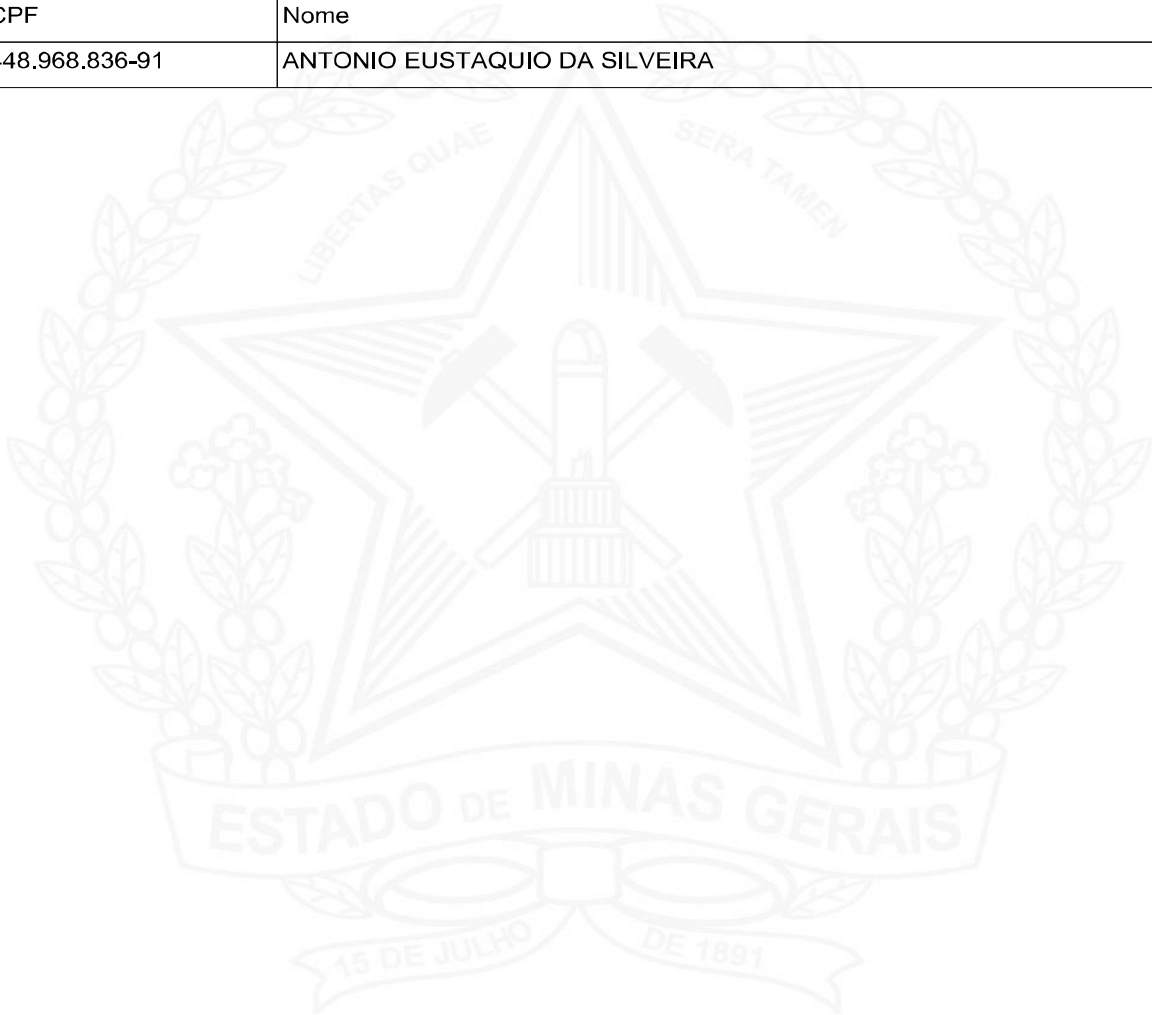 CPF Nome
448.968.836-91 ANTONIO EUSTAQUIO DA SILVEIRA
LIBERTAS QUAE SERA TAMEN
ESTADO DE MINAS GERAIS
15 DE JULHO DE 1891